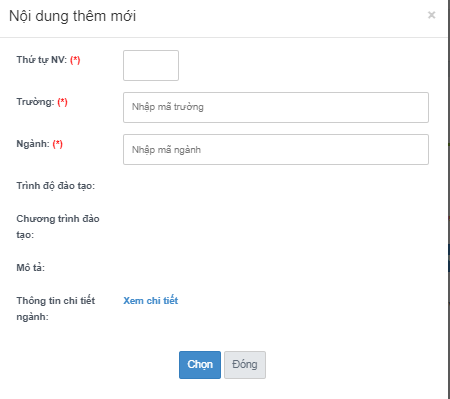 Nội dung thêm mới ×
Thứ tự NV: (*)
Trường: (*) Nhập mã trường
Ngành: (*) Nhập mã ngành
Trình độ đào tạo:
Chương trình đào
tạo:
Mô tả:
Thông tin chi tiết Xem chi tiết
ngành:
Chọn Đóng